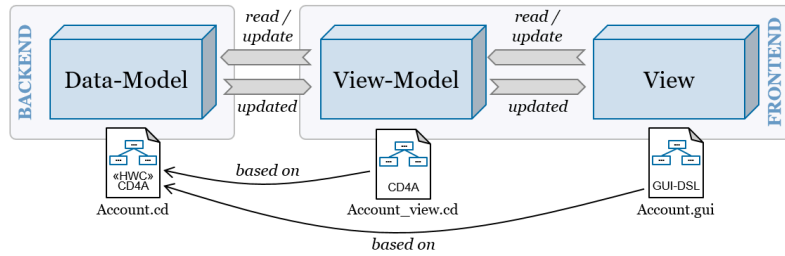 BACKEND
Data-Model
read /
update
updated
View-Model
read /
update
updated
View
FRONTEND
...
...
...
«HWC»
CD4A
Account.cd
based on
...
...
...
CD4A
Account_view.cd
...
...
...
GUI-DSL
Account.gui
based on